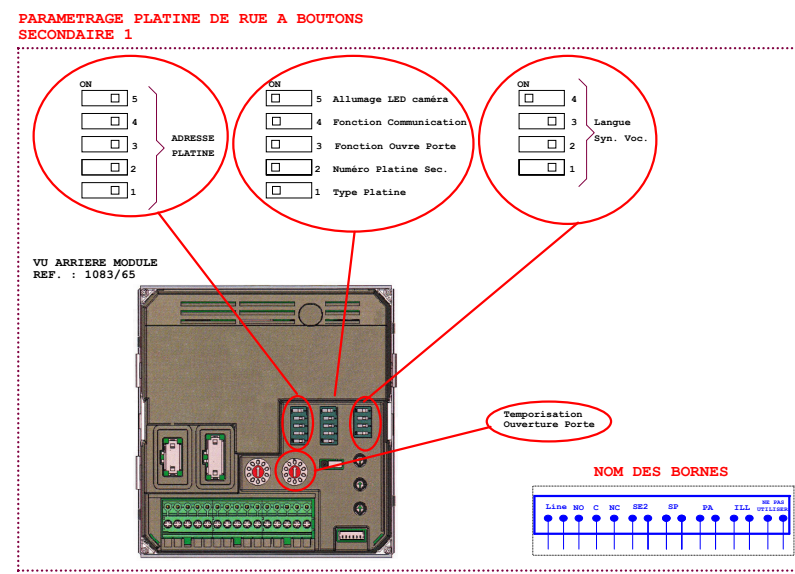 PARAMETRAGE PLATINE DE RUE A BOUTONS
SECONDAIRE 1
ON
5
4
3
2
1
ADRESSE
PLATINE
ON
5 Allumage LED caméra
4 Fonction Communication
3 Fonction Ouvre Porte
2 Numéro Platine Sec.
1 Type Platine
ON
4
3
2
1
Langue
Syn. Voc.
VU ARRIERE MODULE
REF. : 1083/65
Temporisation
Ouverture Porte
NOM DES BORNES
Line NO C NC SE2 SP PA ILL NE PAS
UTILISER